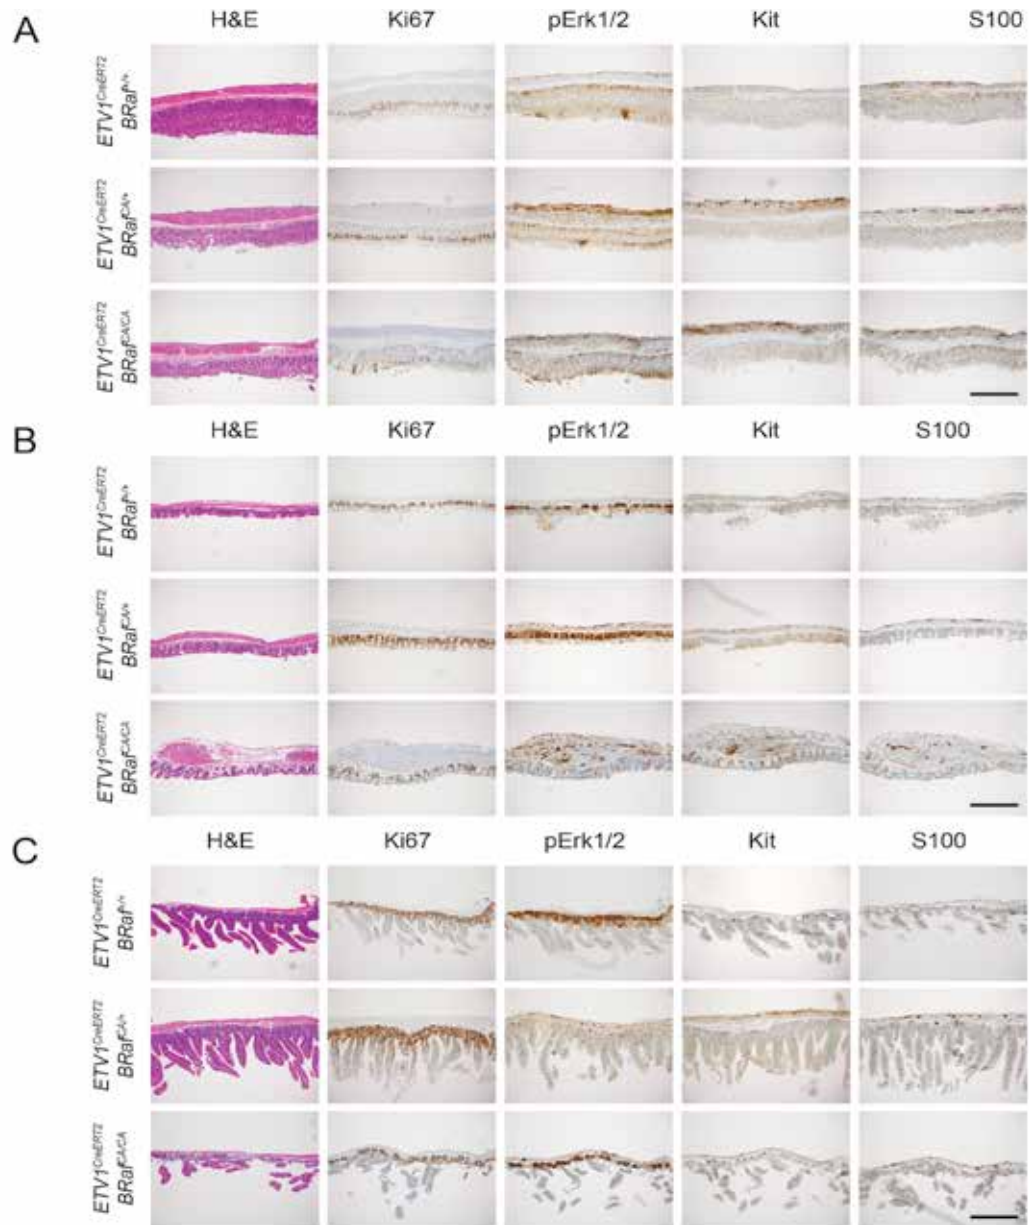 A
H&E Ki67 pErk1/2 Kit S100
ETV1CreERT2
BRaf+/+
ETV1CreERT2
BRafCA/+
ETV1CreERT2
BRafCA/CA
B
H&E Ki67 pErk1/2 Kit S100
ETV1CreERT2
BRaf+/+
ETV1CreERT2
BRafCA/+
ETV1CreERT2
BRafCA/CA
C
H&E Ki67 pErk1/2 Kit S100
ETV1CreERT2
BRaf+/+
ETV1CreERT2
BRafCA/+
ETV1CreERT2
BRafCA/CA